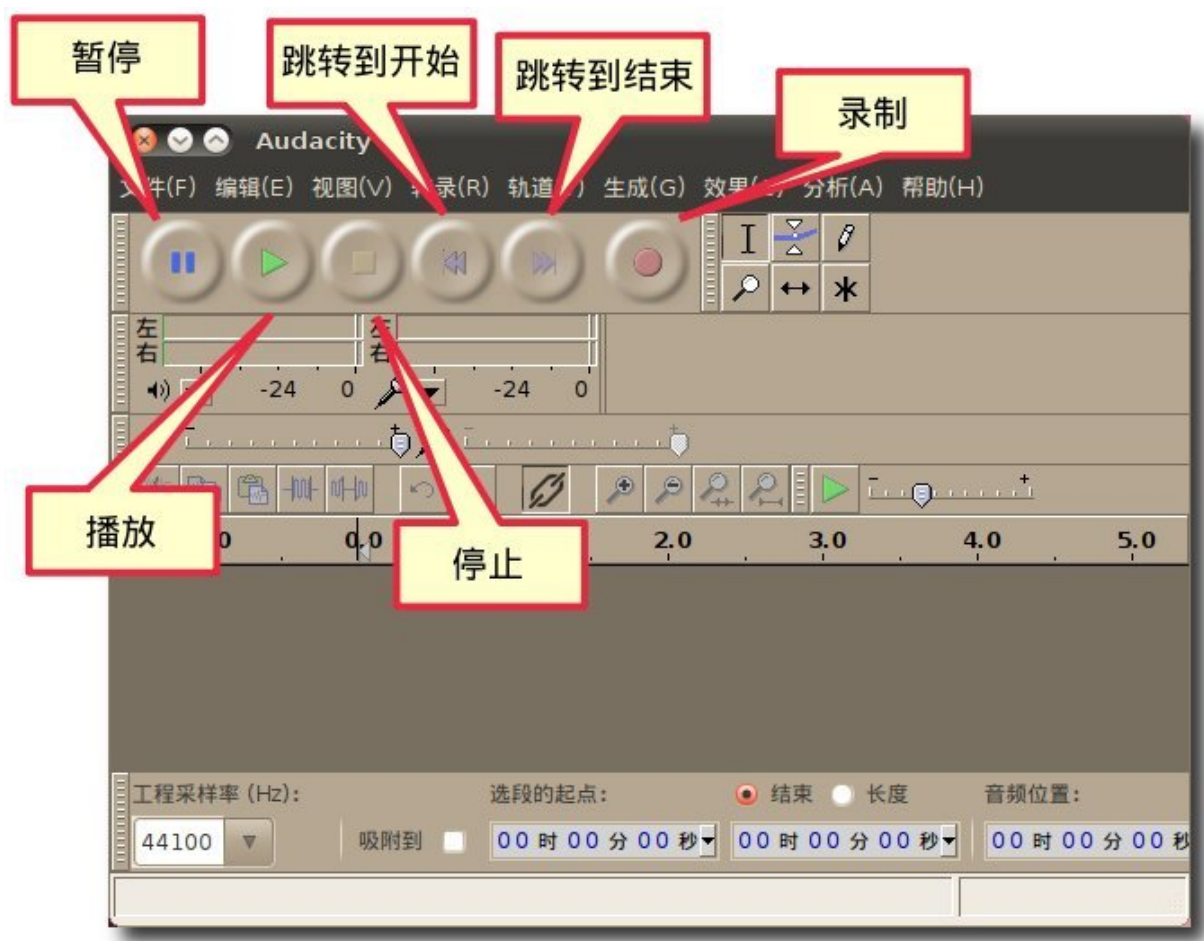 暂停
跳转到开始
跳转到结束
录制
Audacity
文件(F) 编辑(E) 视图(V) 录(R) 轨道 生成(G) 效果 分析(A) 帮助(H)
左
右
-24 0
左
右
-24 0
播放
停止
0.0 2.0 3.0 4.0 5.0
工程采样率 (Hz): 选段的起点: 结束 长度 音频位置:
44100 吸附到 00 时 00 分 00 秒 00 时 00 分 00 秒 00 时 00 分 00 秒